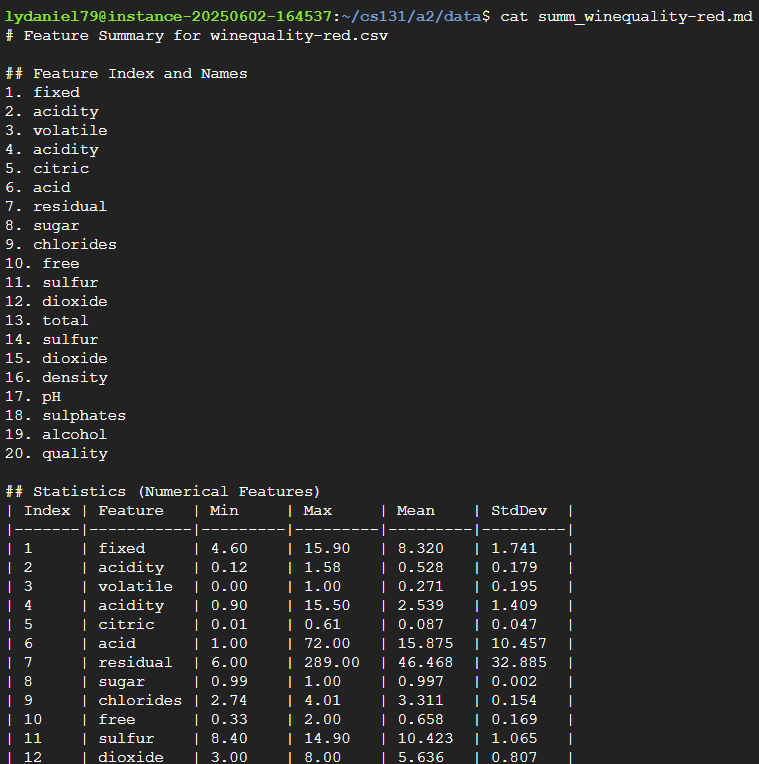 lydaniel79@instance-20250602-164537:~/cs131/a2/data$ cat summ_winequality-red.md
# Feature Summary for winequality-red.csv
## Feature Index and Names
1. fixed
2. acidity
3. volatile
4. acidity
5. citric
6. acid
7. residual
8. sugar
9. chlorides
10. free
11. sulfur
12. dioxide
13. total
14. sulfur
15. dioxide
16. density
17. pH
18. sulphates
19. alcohol
20. quality
## Statistics (Numerical Features)
| Index | Feature   | Min     | Max     | Mean    | StdDev  |
|-------|-----------|---------|---------|---------|---------|
| 1     | fixed     | 4.60    | 15.90   | 8.320   | 1.741   |
| 2     | acidity   | 0.12    | 1.58    | 0.528   | 0.179   |
| 3     | volatile  | 0.00    | 1.00    | 0.271   | 0.195   |
| 4     | acidity   | 0.90    | 15.50   | 2.539   | 1.409   |
| 5     | citric    | 0.01    | 0.61    | 0.087   | 0.047   |
| 6     | acid      | 1.00    | 72.00   | 15.875  | 10.457  |
| 7     | residual  | 6.00    | 289.00  | 46.468  | 32.885  |
| 8     | sugar     | 0.99    | 1.00    | 0.997   | 0.002   |
| 9     | chlorides | 2.74    | 4.01    | 3.311   | 0.154   |
| 10    | free      | 0.33    | 2.00    | 0.658   | 0.169   |
| 11    | sulfur    | 8.40    | 14.90   | 10.423  | 1.065   |
| 12    | dioxide   | 3.00    | 8.00    | 5.636   | 0.807   |